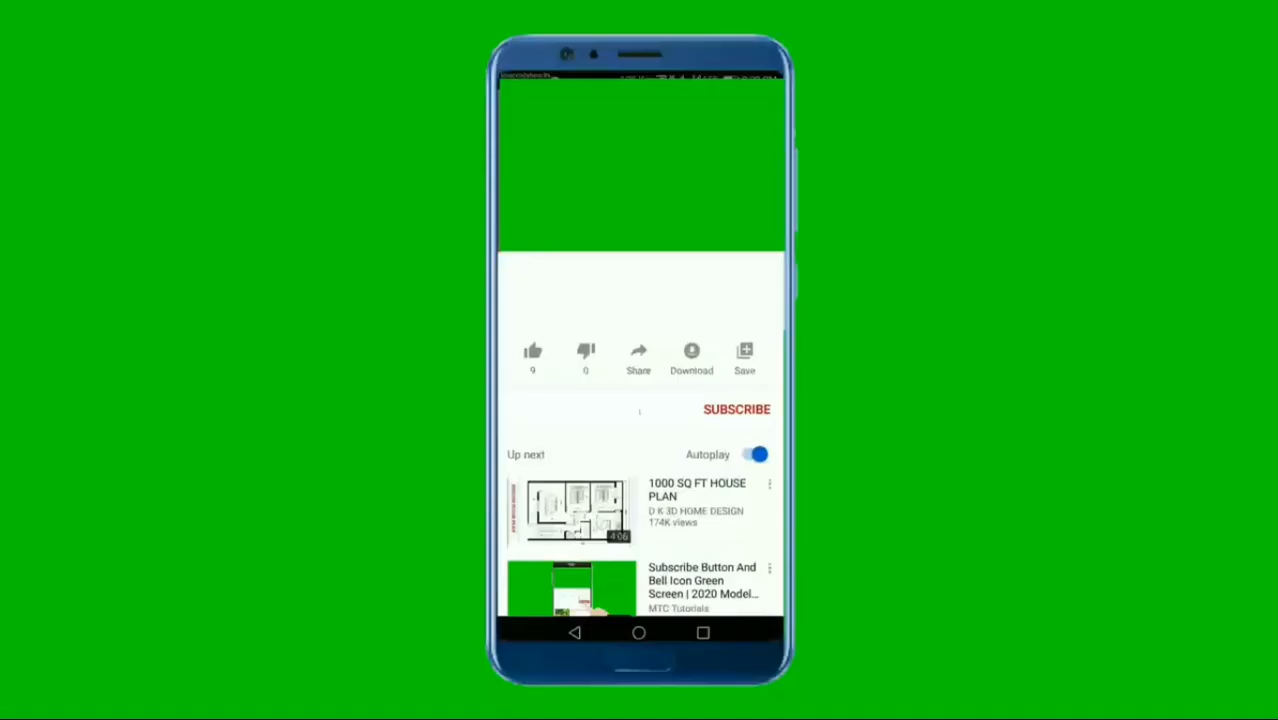 9
0
Share
Download
Save
SUBSCRIBE
Up next
Autoplay
1000 SQ FT HOUSE
PLAN
D K 3D HOME DESIGN
174K views
4:06
Subscribe Button And
Bell Icon Green
Screen | 2020 Model...
MTC Tutorials